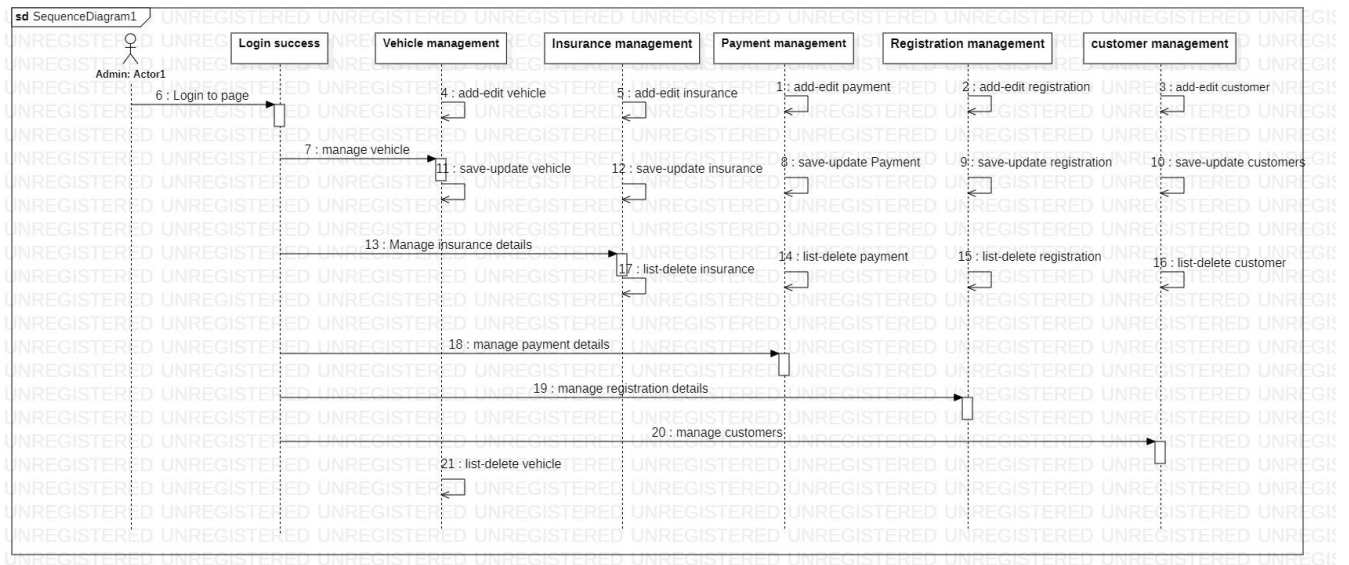 sd SequenceDiagram1
Admin: Actor1
Login success
Vehicle management
Insurance management
Payment management
Registration management
customer management
1 : add-edit payment
2 : add-edit registration
3 : add-edit customer
4 : add-edit vehicle
5 : add-edit insurance
6 : Login to page
7 : manage vehicle
8 : save-update Payment
9 : save-update registration
10 : save-update customers
11 : save-update vehicle
12 : save-update insurance
13 : Manage insurance details
14 : list-delete payment
15 : list-delete registration
16 : list-delete customer
17 : list-delete insurance
18 : manage payment details
19 : manage registration details
20 : manage customers
21 : list-delete vehicle
UNREGISTERED